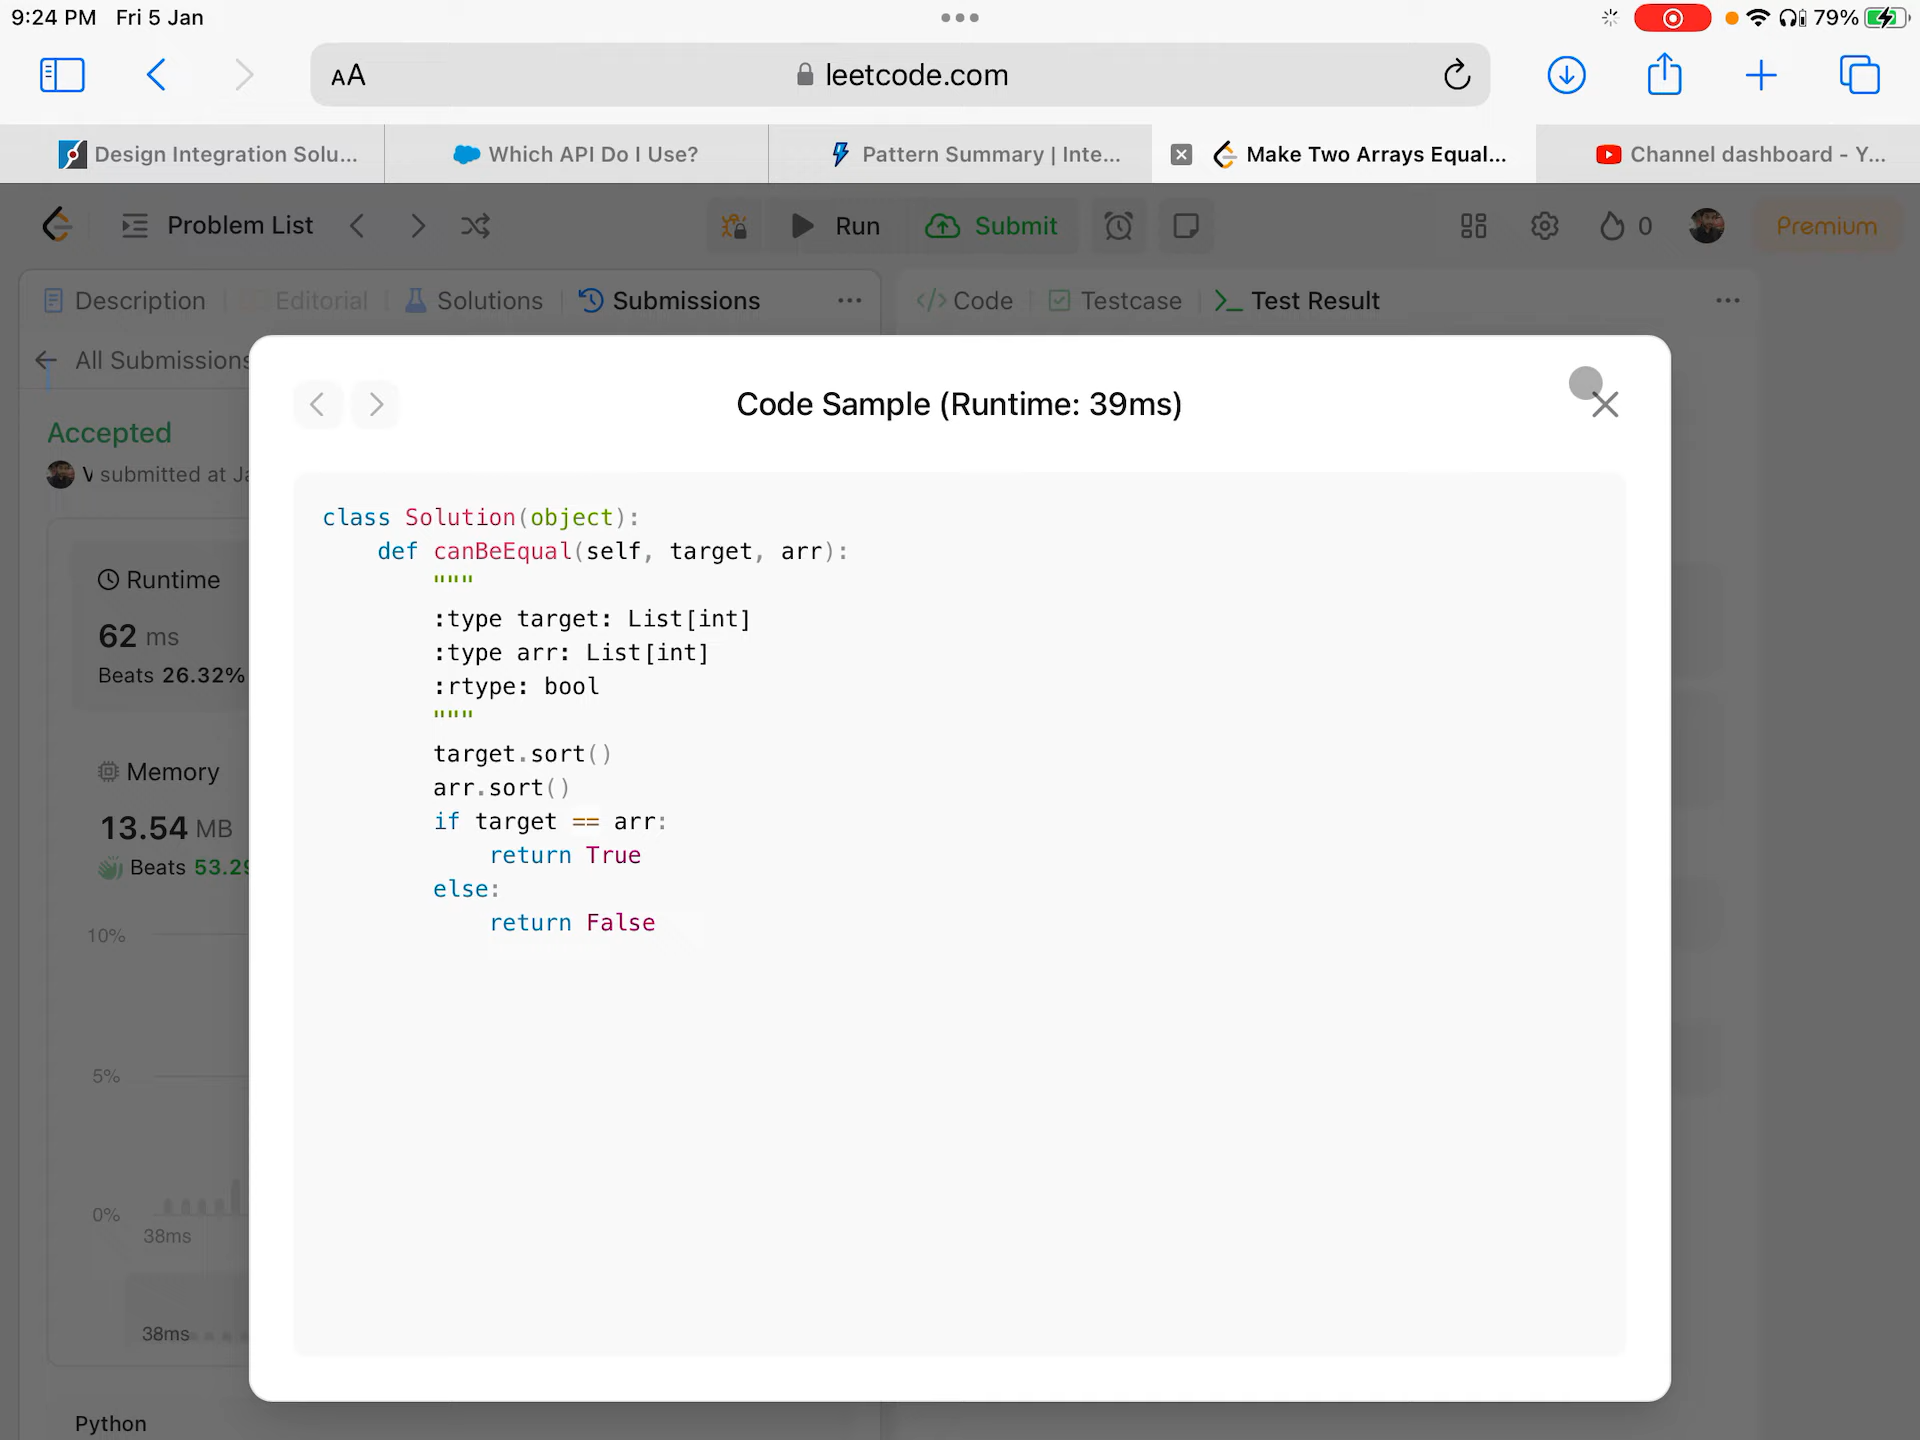 9:24 PM Fri 5 Jan
79%
AA
leetcode.com
Design Integration Solu...
Which API Do I Use?
Pattern Summary | Inte...
Make Two Arrays Equal...
Channel dashboard - Y...
Problem List
Run
Submit
0
Premium
Description
Editorial
Solutions
Submissions
Code
Testcase
Test Result
All Submissions
Accepted
V submitted at Ja
Runtime
62 ms
Beats 26.32%
Memory
13.54 MB
Beats 53.29
10%
5%
0%
38ms
38ms
Python
Code Sample (Runtime: 39ms)
class Solution(object):
    def canBeEqual(self, target, arr):
        """
        :type target: List[int]
        :type arr: List[int]
        :rtype: bool
        """
        target.sort()
        arr.sort()
        if target == arr:
            return True
        else:
            return False